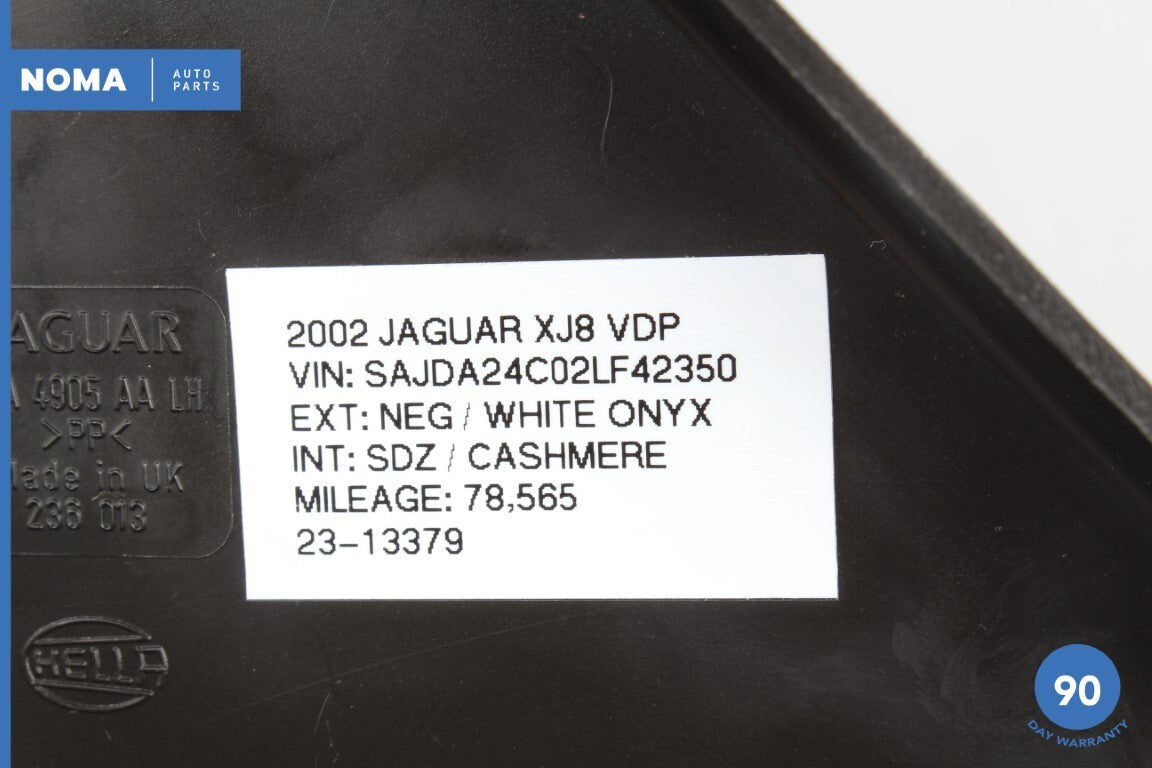 NOMA AUTO PARTS
2002 JAGUAR XJ8 VDP
VIN: SAJDA24C02LF42350
EXT: NEG / WHITE ONYX
INT: SDZ / CASHMERE
MILEAGE: 78,565
23-13379
AGUAR
4905 AA LH
>PP<
in UK
236 013
HELLA
90
DAY WARRANTY